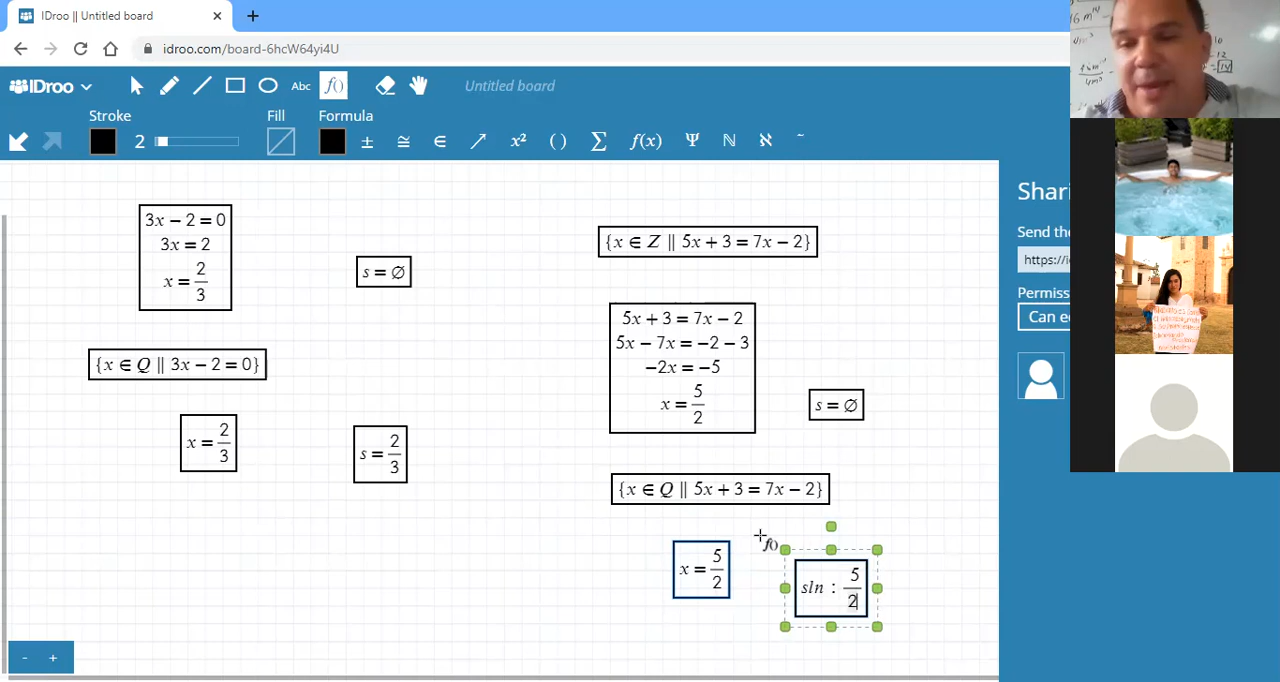 IDroo || Untitled board
idroo.com/board-6hcW64yi4U
IDroo
Abc
f()
Untitled board
Stroke
Fill
Formula
2
± ≅ ∈ x² ( ) ∑ f(x) Ψ ℕ ℵ ~
3x − 2 = 0
3x = 2
x = 2/3
s = ∅
{x ∈ Q || 3x − 2 = 0}
x = 2/3
s = 2/3
{x ∈ Z || 5x + 3 = 7x − 2}
5x + 3 = 7x − 2
5x − 7x = −2 − 3
−2x = −5
x = 5/2
s = ∅
{x ∈ Q || 5x + 3 = 7x − 2}
x = 5/2
f()
sln : 5/2
- +
Shari
Send the
https://i
Permiss
Can e